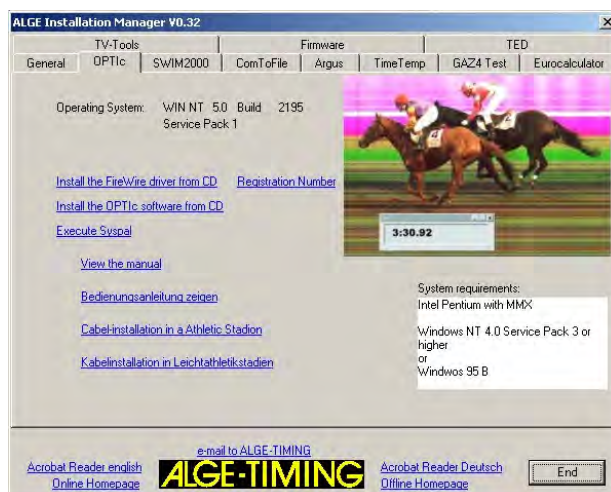 ALGE Installation Manager V0.32
TV-Tools Firmware TED
General OPTIc SWIM2000 ComToFile Argus TimeTemp GAZ4 Test Eurocalculator
Operating System: WIN NT 5.0 Build 2195
Service Pack 1
Install the FireWire driver from CD Registration Number
Install the OPTIc software from CD
Execute Syspal
View the manual
Bedienungsanleitung zeigen
Cabel-installation in a Athletic Stadion
Kabelinstallation in Leichtathletikstadien
4
4
3:30.92
System requirements:
Intel Pentium with MMX
Windows NT 4.0 Service Pack 3 or
higher
or
Windwos 95 B
e-mail to ALGE-TIMING
Acrobat Reader english
Online Homepage
ALGE-TIMING
Acrobat Reader Deutsch
Offline Homepage
End